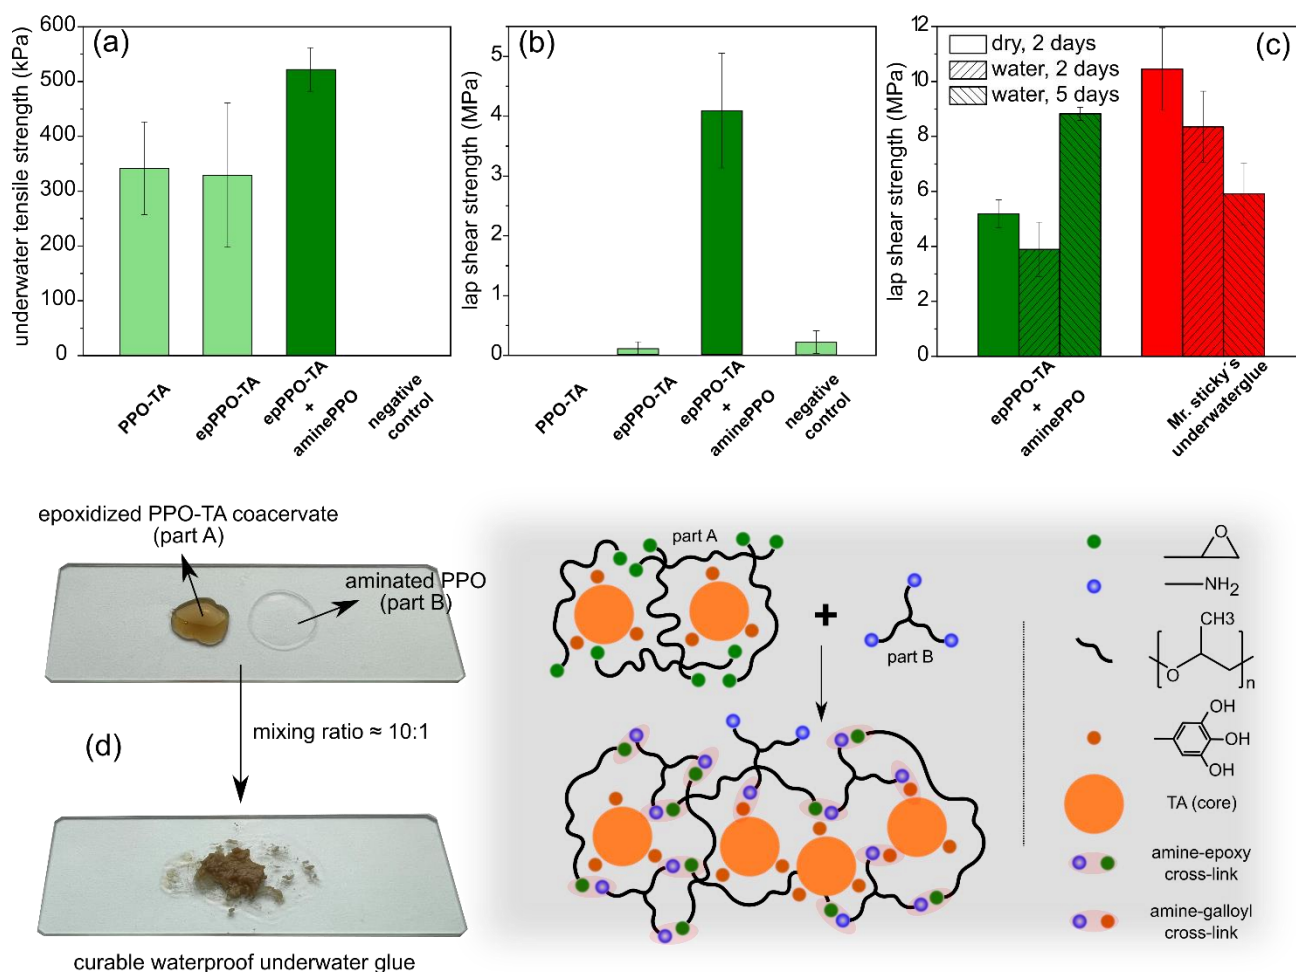 (a)
underwater tensile strength (kPa)
600
500
400
300
200
100
0
PPO-TA
epPPO-TA
epPPO-TA
+
aminePPO
negative
control
(b)
lap shear strength (MPa)
5
4
3
2
1
0
PPO-TA
epPPO-TA
epPPO-TA
+
aminePPO
negative
control
(c)
lap shear strength (MPa)
12
10
8
6
4
2
0
dry, 2 days
water, 2 days
water, 5 days
epPPO-TA
+
aminePPO
Mr. sticky´s
underwaterglue
epoxidized PPO-TA coacervate
(part A)
aminated PPO
(part B)
(d)
mixing ratio ≈ 10:1
curable waterproof underwater glue
part A
+
part B
O
NH2
CH3
O
n
OH
OH
OH
TA (core)
amine-epoxy
cross-link
amine-galloyl
cross-link